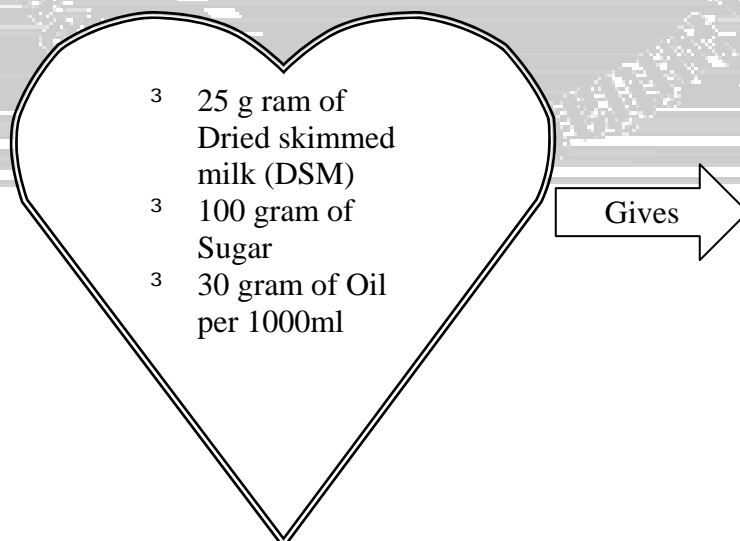 ³ 25 g ram of
Dried skimmed
milk (DSM)
³ 100 gram of
Sugar
³ 30 gram of Oil
per 1000ml
Gives